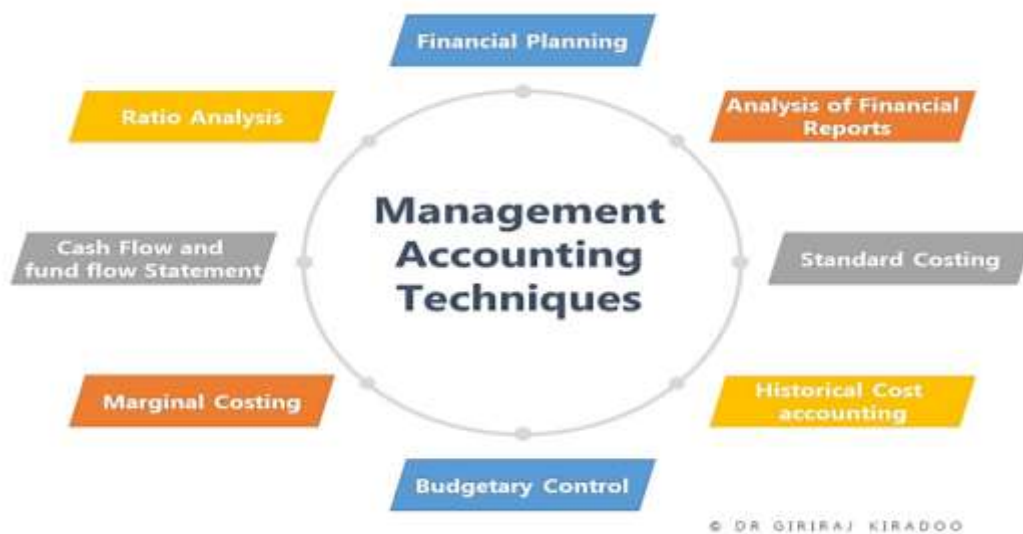 Financial Planning
Ratio Analysis
Analysis of Financial
Reports
Management
Accounting
Techniques
Cash Flow and
fund flow Statement
Standard Costing
Marginal Costing
Historical Cost
accounting
Budgetary Control
© DR GIRIRAJ KIRADOO